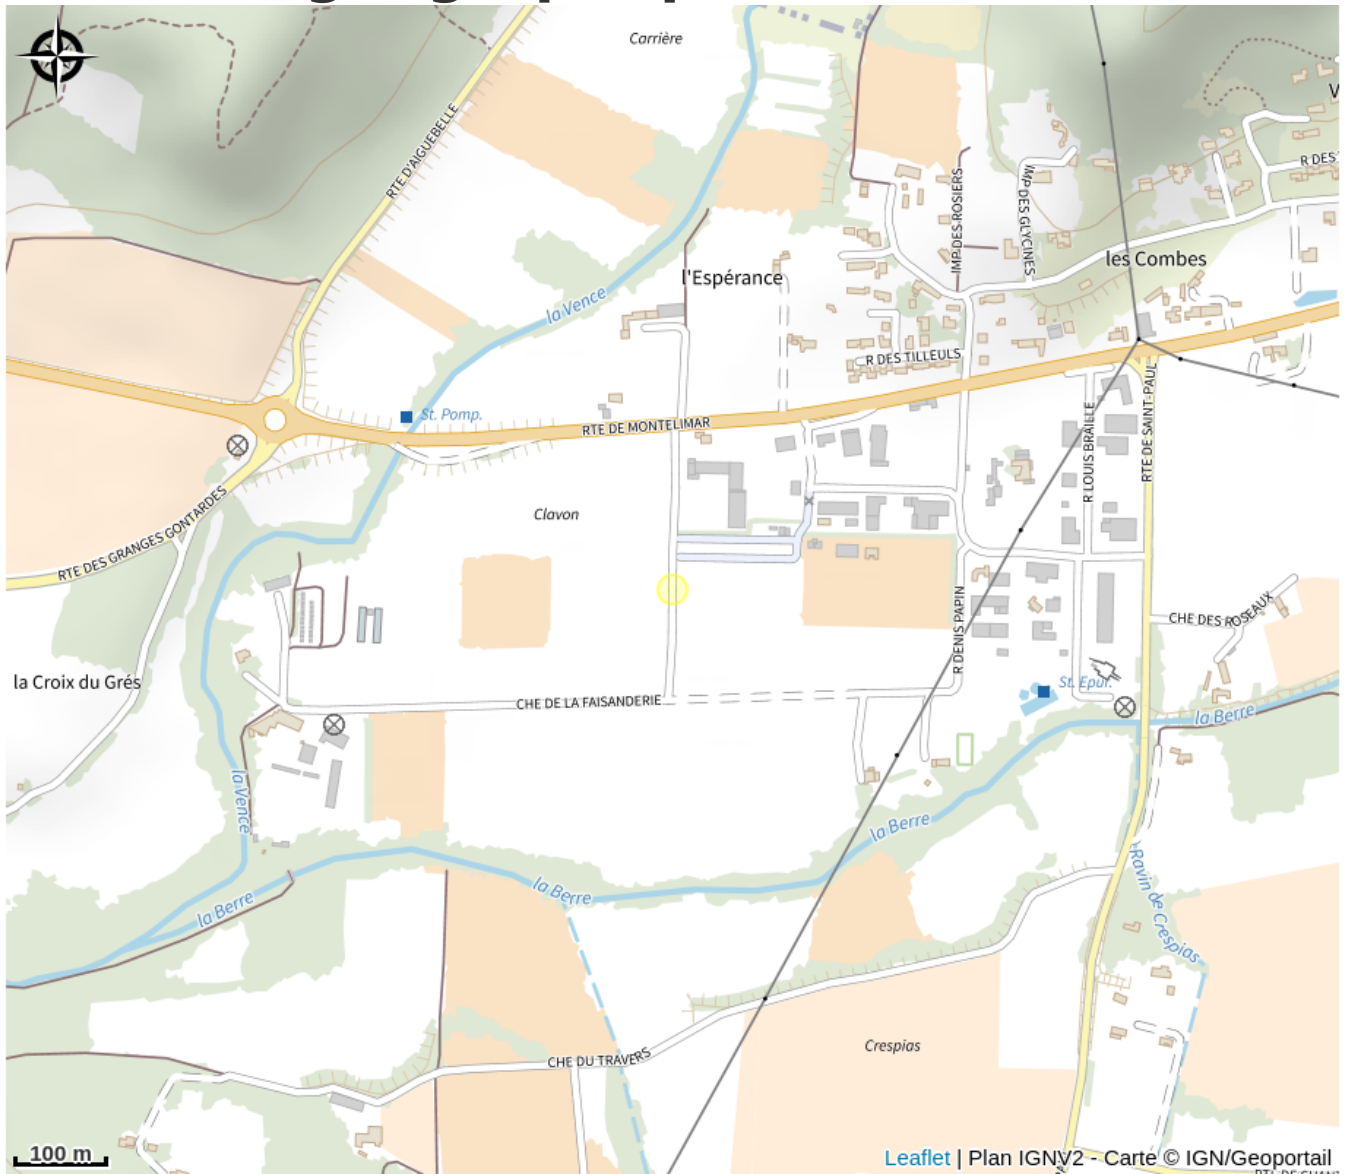 Carrière
RTE D'AIGUEBELLE
R DES
IMP DES ROSIERS
IMP DES GLYCINES
les Combes
l'Espérance
la Vence
R DES TILLEULS
St. Pomp.
RTE DE MONTELIMAR
RTE DE SAINT-PAUL
R LOUIS BRAILLE
RTE DES GRANGES GONTARDES
Clavon
R DENIS PAPIN
CHE DES ROSEAUX
la Croix du Grés
St. Epur.
CHE DE LA FAISANDERIE
la Berre
la Vence
la Berre
la Berre
la Berre
Ravin de Crespias
Crespias
CHE DU TRAVERS
100 m
Leaflet | Plan IGNV2 - Carte © IGN/Geoportail